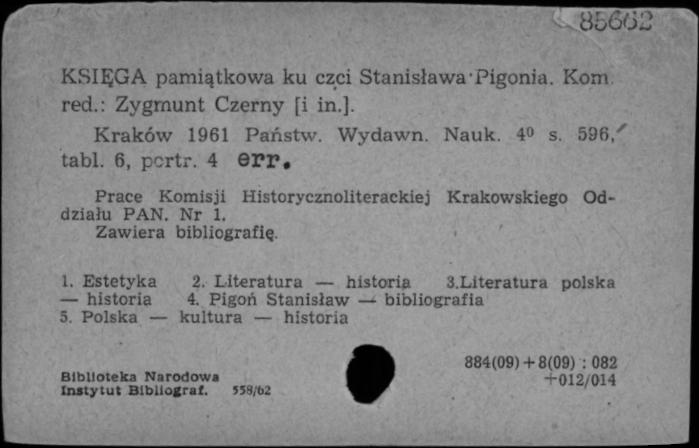 85662
KSIĘGA pamiątkowa ku czci Stanisława Pigonia. Kom.
red.: Zygmunt Czerny [i in.].
Kraków 1961 Państw. Wydawn. Nauk. 4⁰ s. 596,
tabl. 6, portr. 4 err.
Prace Komisji Historycznoliterackiej Krakowskiego Od-
działu PAN. Nr 1.
Zawiera bibliografię.
1. Estetyka 2. Literatura — historia 3.Literatura polska
— historia 4. Pigoń Stanisław — bibliografia
5. Polska — kultura — historia
884(09) + 8(09) : 082
+012/014
Biblioteka Narodowa
Instytut Bibliograf. 558/62